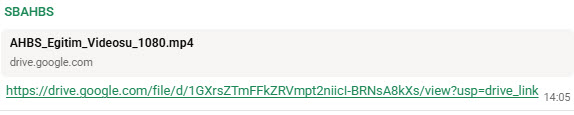 SBAHBS
AHBS_Egitim_Videosu_1080.mp4
drive.google.com
https://drive.google.com/file/d/1GXrsZTmFFkZRVmpt2niicI-BRNsA8kXs/view?usp=drive_link
14:05